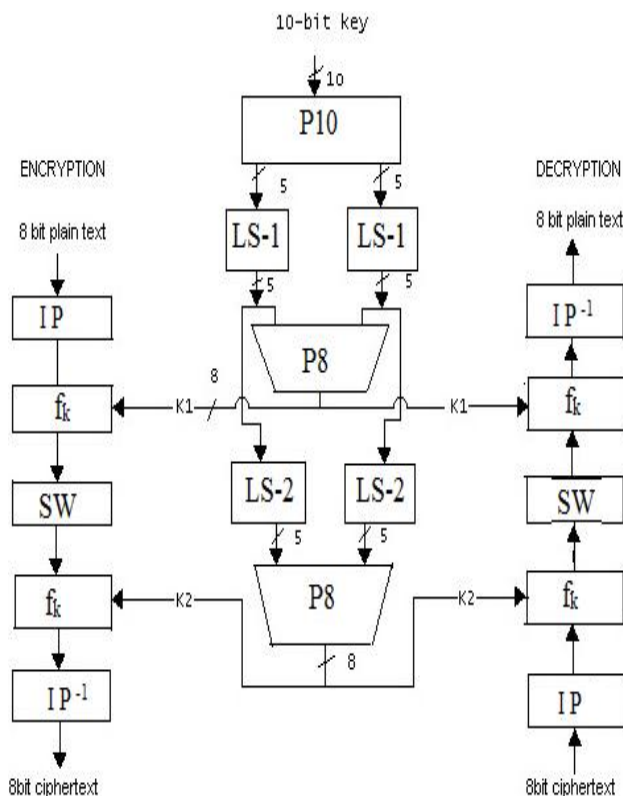 10-bit key
1o
P10
ENCRYPTION
DECRYPTION
5
5
8 bit plain text
8 bit plain text
LS-1
LS-1
5
5
IP
IP-1
P8
8
fk
K1
K1
fk
SW
LS-2
LS-2
SW
5
5
fk
K2
P8
K2
fk
8
IP-1
IP
8bit ciphertext
8bit ciphertext